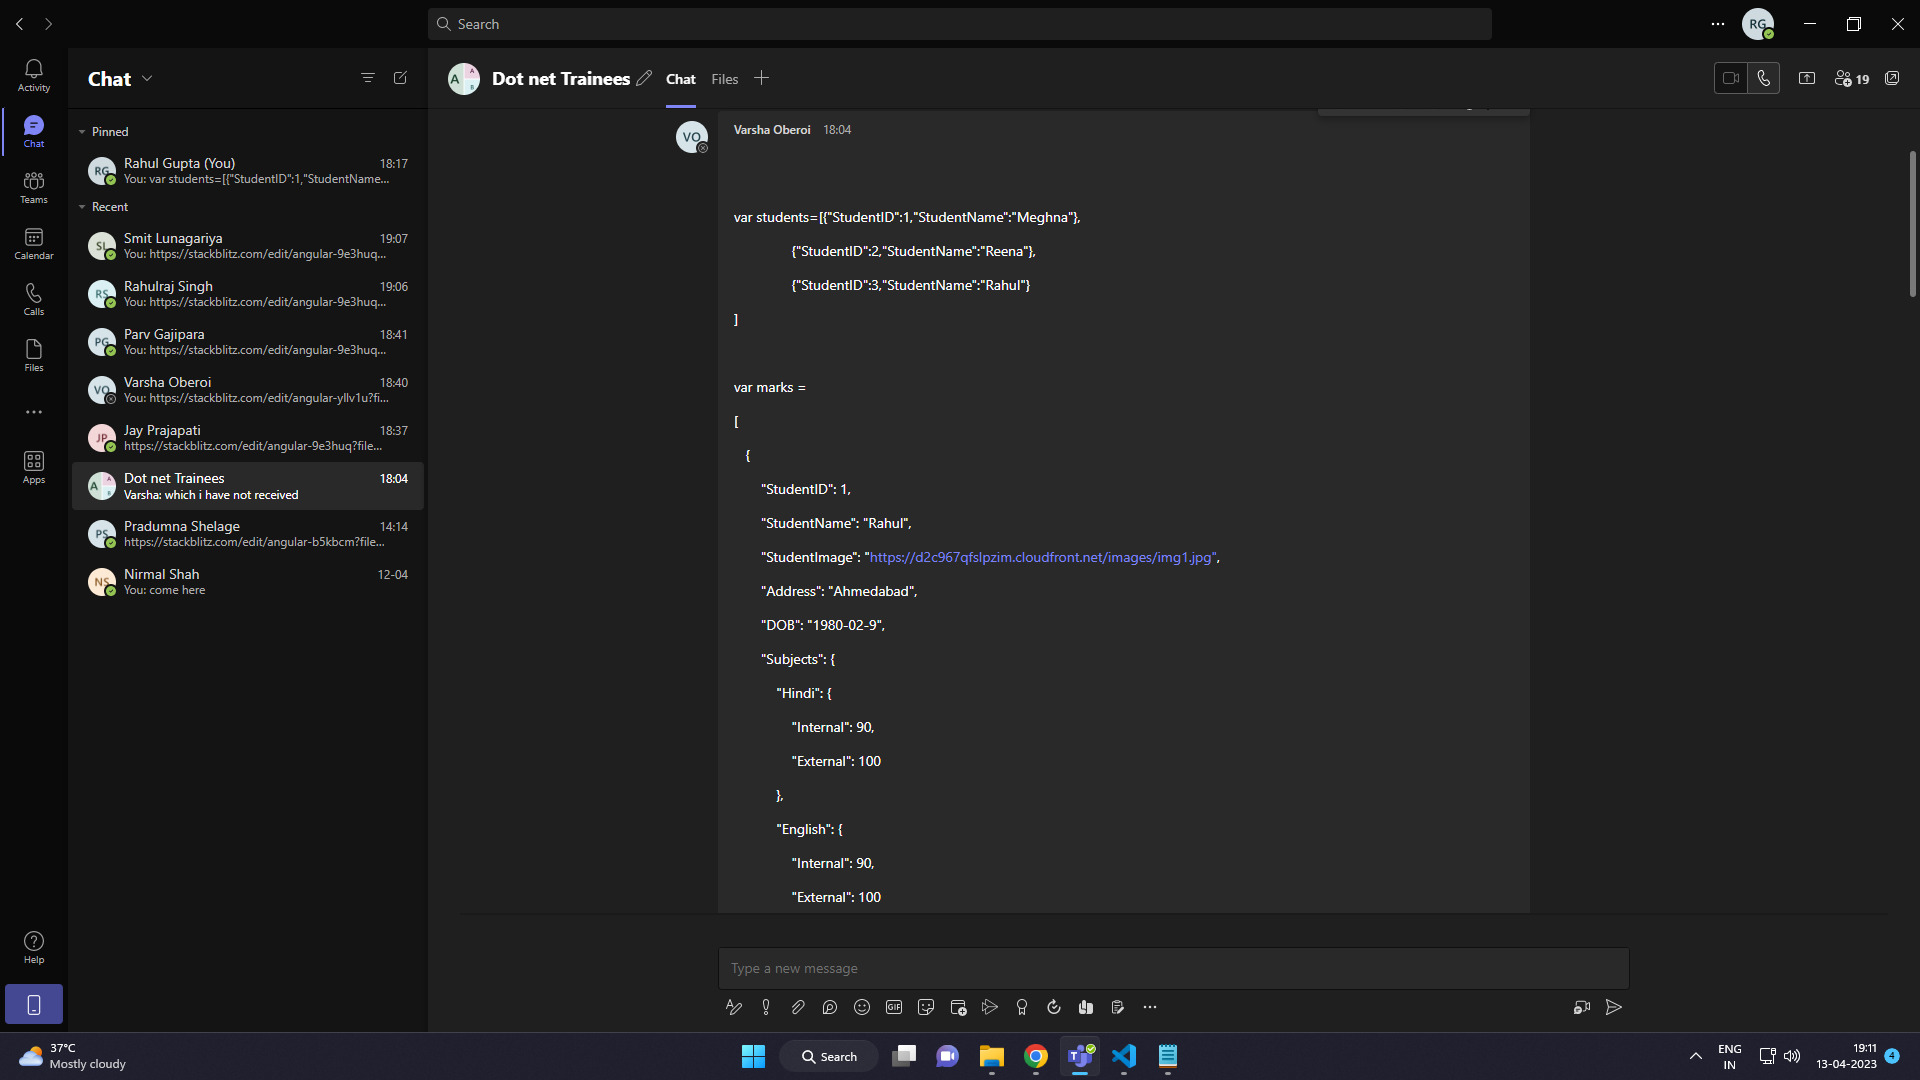 Search
RG
Activity
Chat
Teams
Calendar
Calls
Files
Apps
Help
Chat
Pinned
RG
Rahul Gupta (You)
18:17
You: var students=[{"StudentID":1,"StudentName...
Recent
SL
Smit Lunagariya
19:07
You: https://stackblitz.com/edit/angular-9e3huq...
RS
Rahulraj Singh
19:06
You: https://stackblitz.com/edit/angular-9e3huq...
PG
Parv Gajipara
18:41
You: https://stackblitz.com/edit/angular-9e3huq...
VO
Varsha Oberoi
18:40
You: https://stackblitz.com/edit/angular-yllv1u?fi...
JP
Jay Prajapati
18:37
https://stackblitz.com/edit/angular-9e3huq?file...
A A B
Dot net Trainees
18:04
Varsha: which i have not received
PS
Pradumna Shelage
14:14
https://stackblitz.com/edit/angular-b5kbcm?file...
NS
Nirmal Shah
12-04
You: come here
A A B
Dot net Trainees
Chat
Files
19
VO
Varsha Oberoi 18:04
var students=[{"StudentID":1,"StudentName":"Meghna"},
{"StudentID":2,"StudentName":"Reena"},
{"StudentID":3,"StudentName":"Rahul"}
]
var marks =
[
{
"StudentID": 1,
"StudentName": "Rahul",
"StudentImage": "https://d2c967qfslpzim.cloudfront.net/images/img1.jpg",
"Address": "Ahmedabad",
"DOB": "1980-02-9",
"Subjects": {
"Hindi": {
"Internal": 90,
"External": 100
},
"English": {
"Internal": 90,
"External": 100
Type a new message
GIF
37°C
Mostly cloudy
Search
ENG
IN
19:11
13-04-2023
4